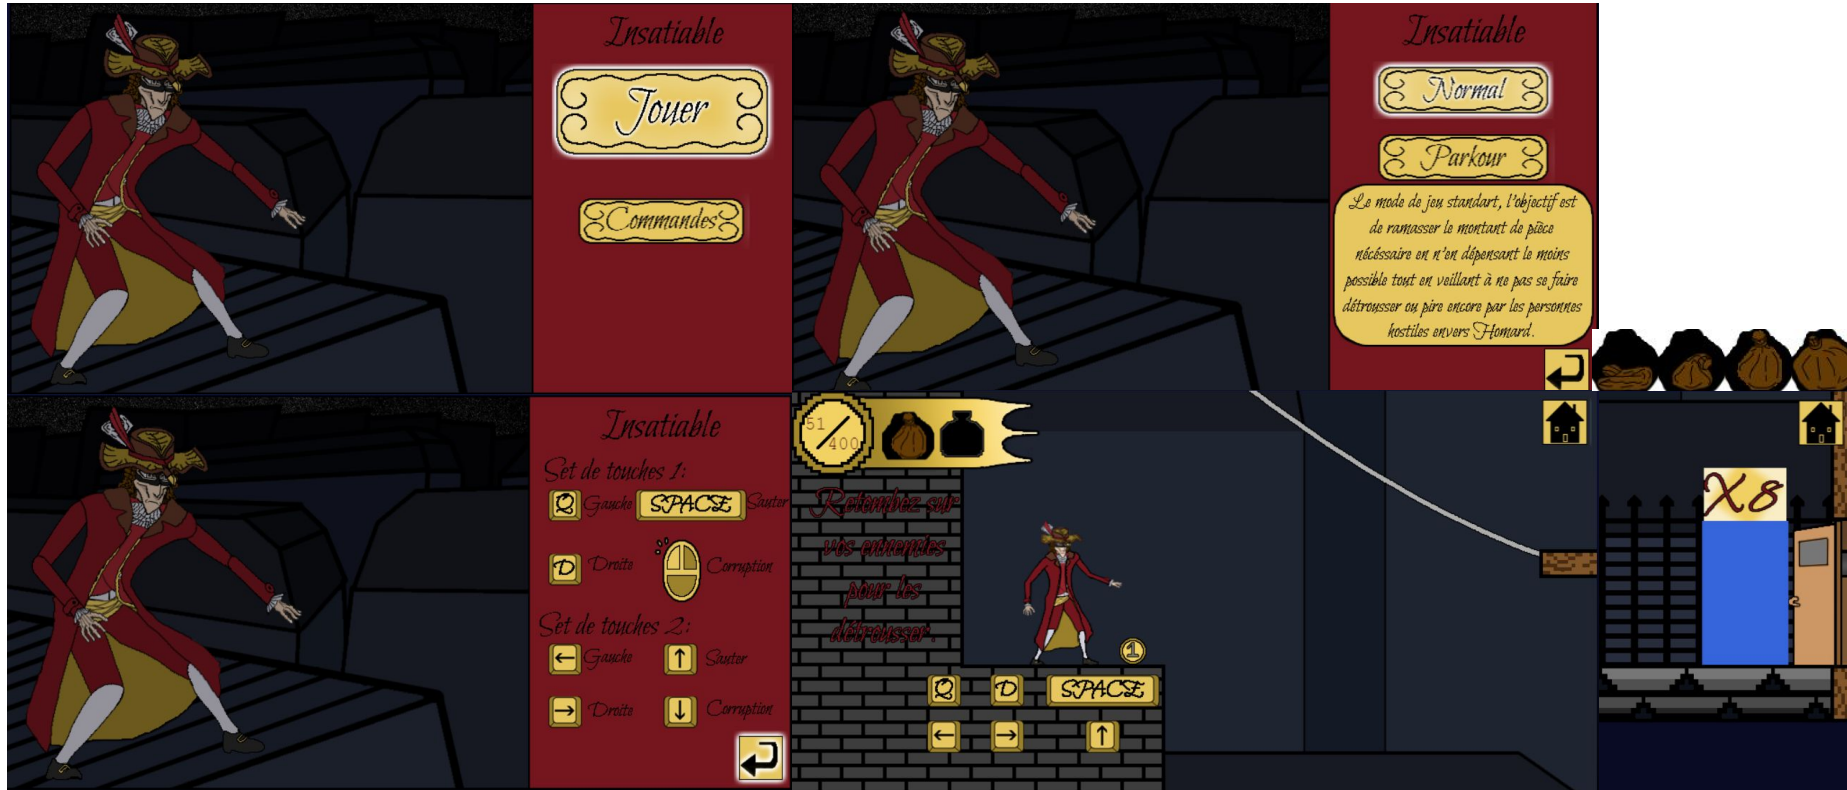 Insatiable
Jouer
Commandes
Insatiable
Normal
Parkour
Le mode de jeu standart, l'objectif est
de ramasser le montant de pièce
nécéssaire en n'en dépensant le moins
possible tout en veillant à ne pas se faire
détrousser ou pire encore par les personnes
hostiles envers Homard.
Insatiable
Set de touches 1:
Q Gauche SPACE Sauter
D Droite Corruption
Set de touches 2:
← Gauche ↑ Sauter
→ Droite ↓ Corruption
51/400
Retombez sur
vos ennemies
pour les
détrousser.
1
Q D SPACE
← → ↑
X8